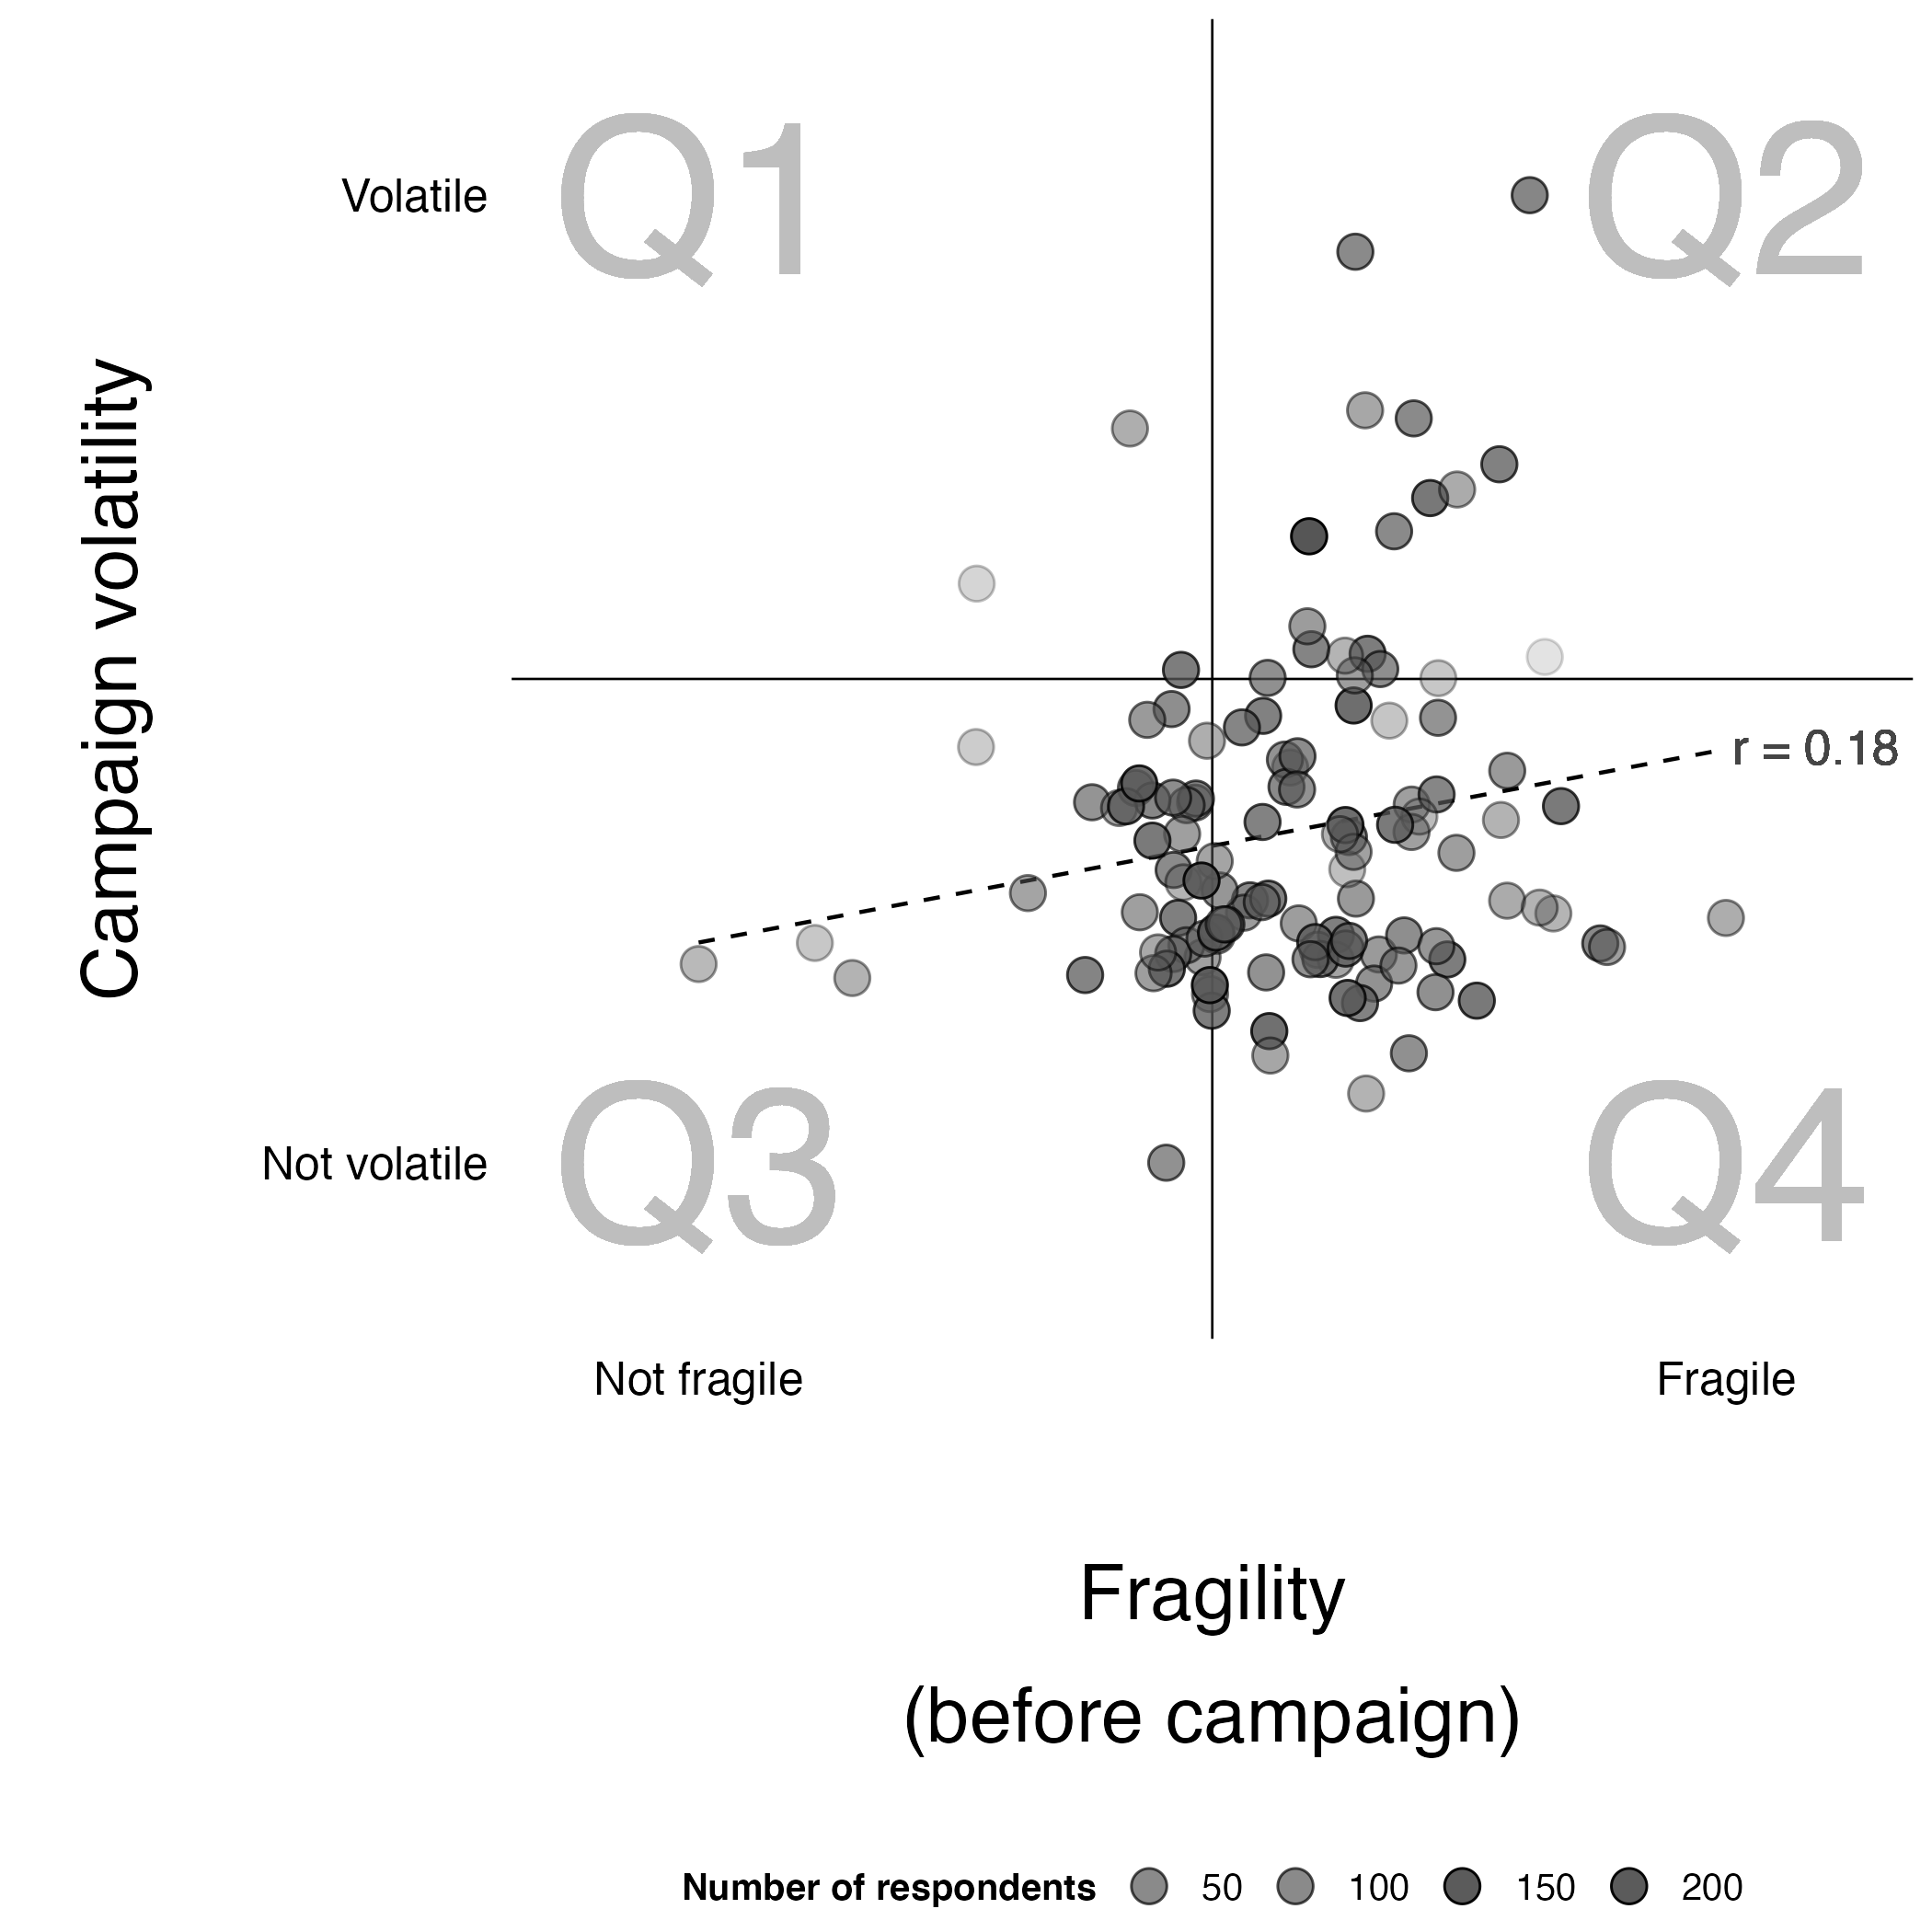 Q1
Q2
Volatile
Campaign volatility
r = 0.18
Q3
Q4
Not volatile
Not fragile
Fragile
Fragility
(before campaign)
Number of respondents 50 100 150 200